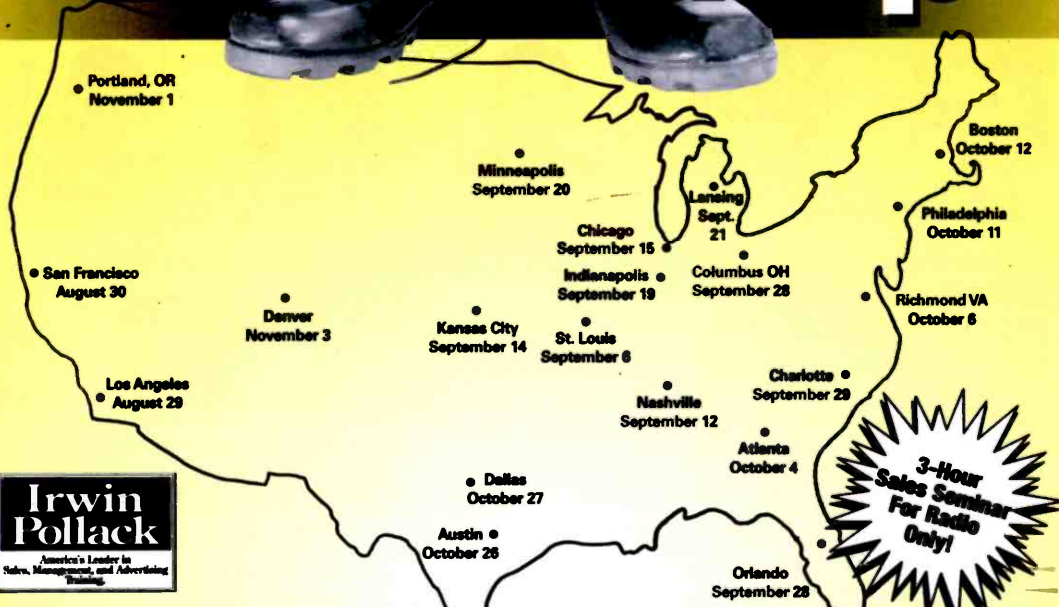 Portland, OR
November 1
Boston
October 12
Minneapolis
September 20
Lansing
Sept.
21
Philadelphia
October 11
Chicago
September 15
San Francisco
August 30
Indianapolis
September 19
Columbus OH
September 28
Denver
November 3
Kansas City
September 14
St. Louis
September 6
Richmond VA
October 6
Los Angeles
August 29
Charlotte
September 29
Nashville
September 12
Atlanta
October 4
3-Hour
Sales Seminar
For Radio
Only!
Dallas
October 27
Irwin
Pollack
America's Leader in
Sales, Management, and Advertising
Training.
Austin
October 26
Orlando
September 28